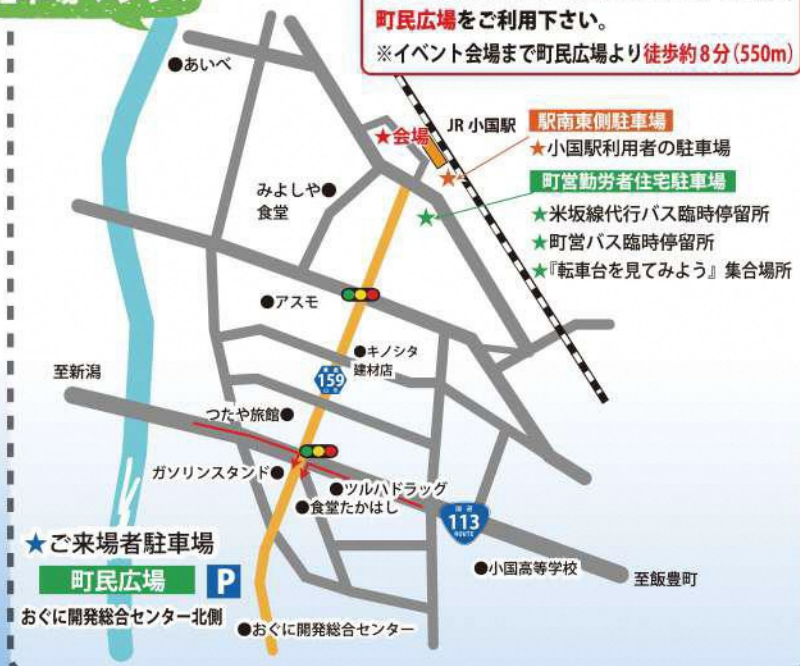 町民広場をご利用下さい。
※イベント会場まで町民広場より徒歩約8分(550m)
●あいべ
★会場
JR 小国駅
駅南東側駐車場
★小国駅利用者の駐車場
町営勤労者住宅駐車場
★米坂線代行バス臨時停留所
★町営バス臨時停留所
★『転車台を見てみよう』集合場所
みよしや●
食堂
●アスモ
●キノシタ
建材店
159
至新潟
つたや旅館●
ガソリンスタンド●
●ツルハドラッグ
●食堂たかはし
国道
113
ROUTE
★ご来場者駐車場
町民広場 P
おぐに開発総合センター北側
●小国高等学校
至飯豊町
●おぐに開発総合センター